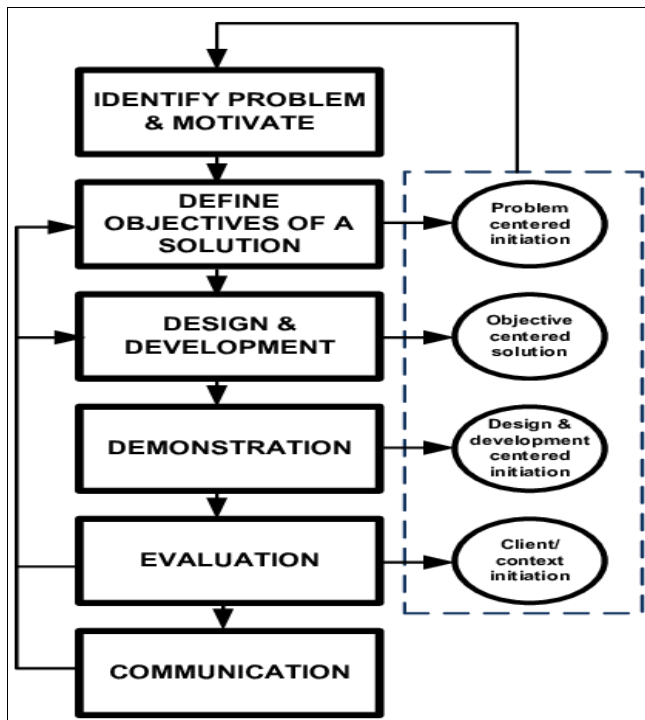 IDENTIFY PROBLEM
& MOTIVATE
DEFINE
OBJECTIVES OF A
SOLUTION
Problem
centered
initiation
DESIGN &
DEVELOPMENT
Objective
centered
solution
DEMONSTRATION
Design &
development
centered
initiation
EVALUATION
Client/
context
initiation
COMMUNICATION